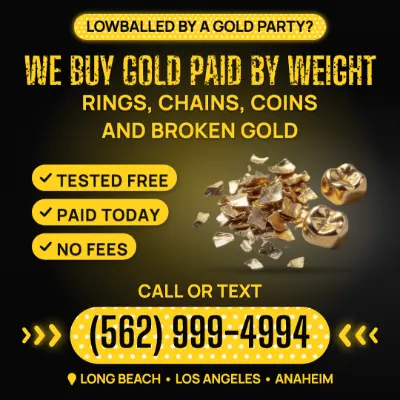 LOWBALLED BY A GOLD PARTY?
WE BUY GOLD PAID BY WEIGHT
RINGS, CHAINS, COINS
AND BROKEN GOLD
TESTED FREE
PAID TODAY
NO FEES
CALL OR TEXT
(562) 999-4994
LONG BEACH • LOS ANGELES • ANAHEIM